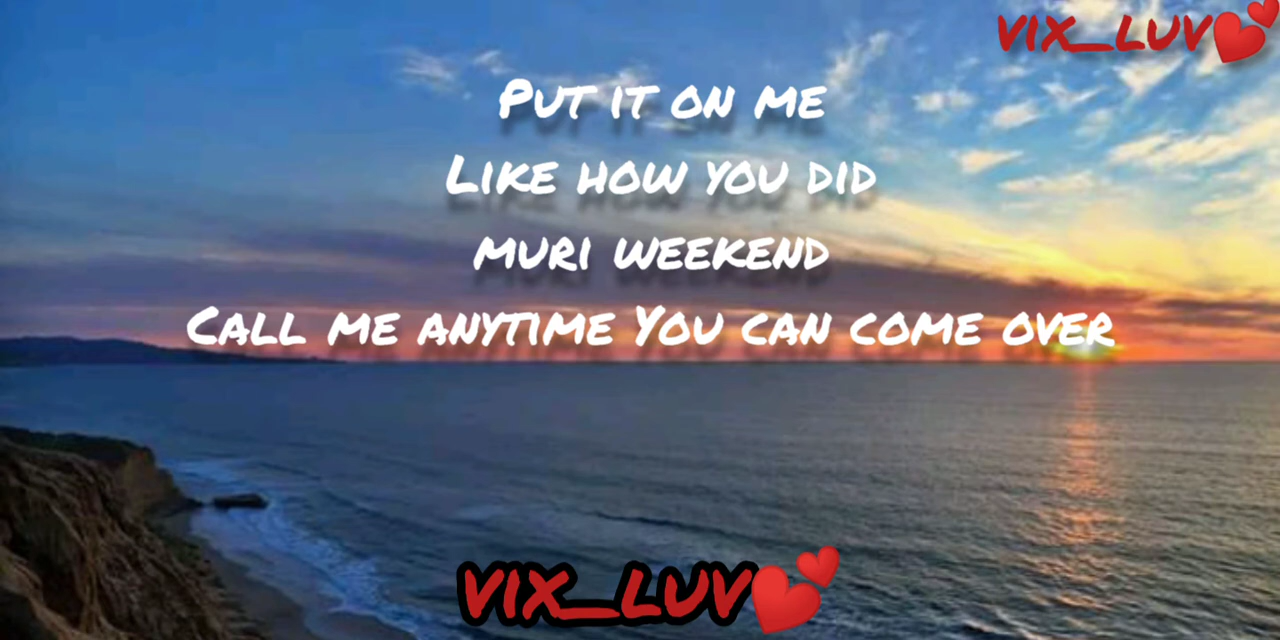 VIX_LUV💕
PUT IT ON ME
LIKE HOW YOU DID
MURI WEEKEND
CALL ME ANYTIME YOU CAN COME OVER
VIX_LUV💕